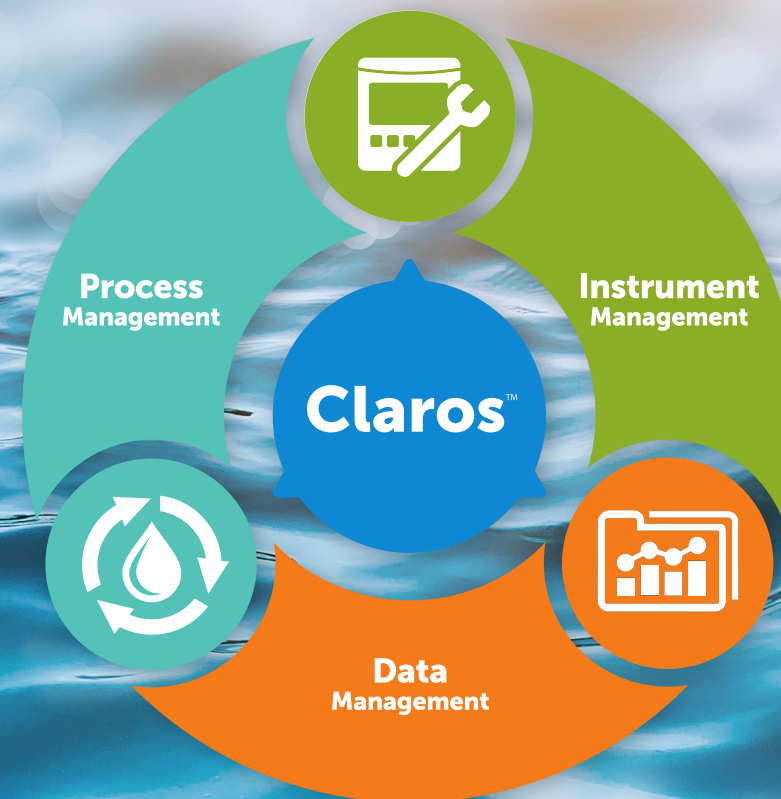 Process
Management
Instrument
Management
Claros™
Data
Management